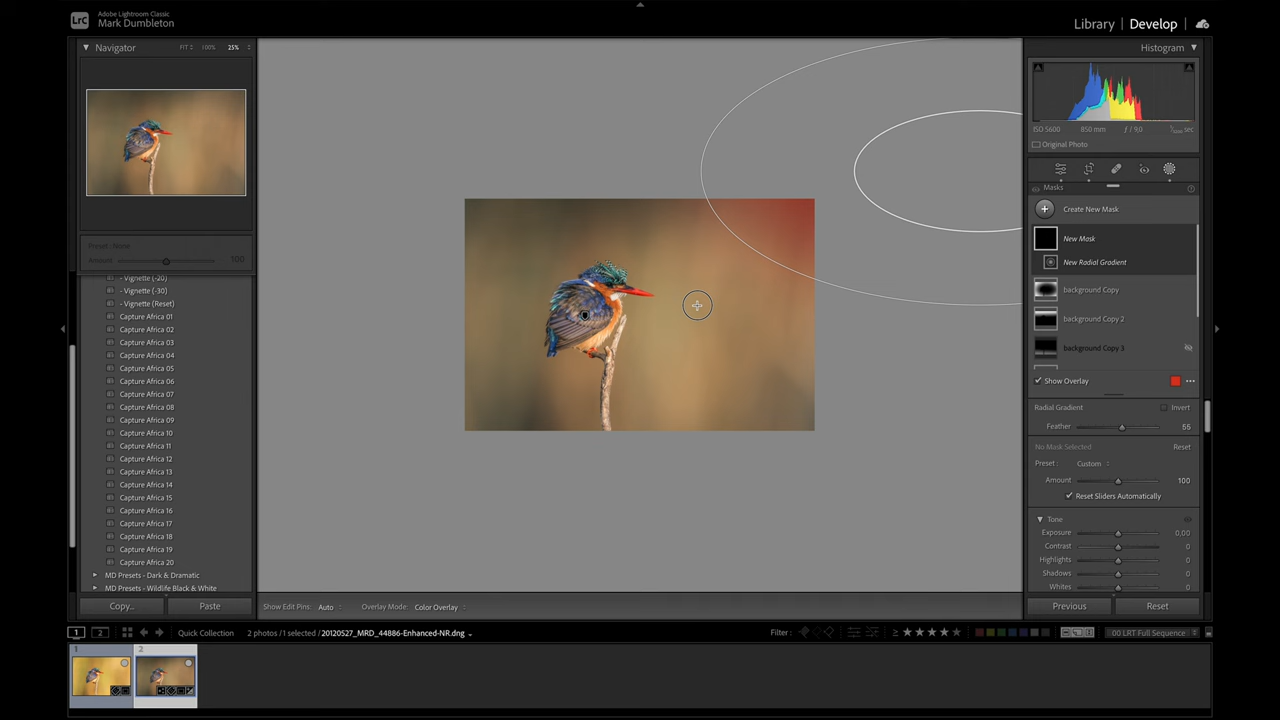 LrC
Adobe Lightroom Classic
Mark Dumbleton
Library | Develop
Navigator FIT 100% 25%
Histogram
ISO 5600 850 mm ƒ / 9,0 sec
Original Photo
Masks
Create New Mask
New Mask
New Radial Gradient
background Copy
background Copy 2
background Copy 3
Show Overlay
Radial Gradient Invert
Feather 55
No Mask Selected Reset
Preset : Custom
Amount 100
Reset Sliders Automatically
Tone
Exposure 0,00
Contrast 0
Highlights 0
Shadows 0
Whites 0
Previous Reset
Preset: None
Amount 100
- Vignette (-20)
- Vignette (-30)
- Vignette (Reset)
Capture Africa 01
Capture Africa 02
Capture Africa 03
Capture Africa 04
Capture Africa 05
Capture Africa 06
Capture Africa 07
Capture Africa 08
Capture Africa 09
Capture Africa 10
Capture Africa 11
Capture Africa 12
Capture Africa 13
Capture Africa 14
Capture Africa 15
Capture Africa 16
Capture Africa 17
Capture Africa 18
Capture Africa 19
Capture Africa 20
MD Presets - Dark & Dramatic
MD Presets - Wildlife Black & White
Copy... Paste
Show Edit Pins: Auto Overlay Mode: Color Overlay
1 2 Quick Collection 2 photos / 1 selected / 20120527_MRD_44886-Enhanced-NR.dng Filter : 00 LRT Full Sequence
1 2